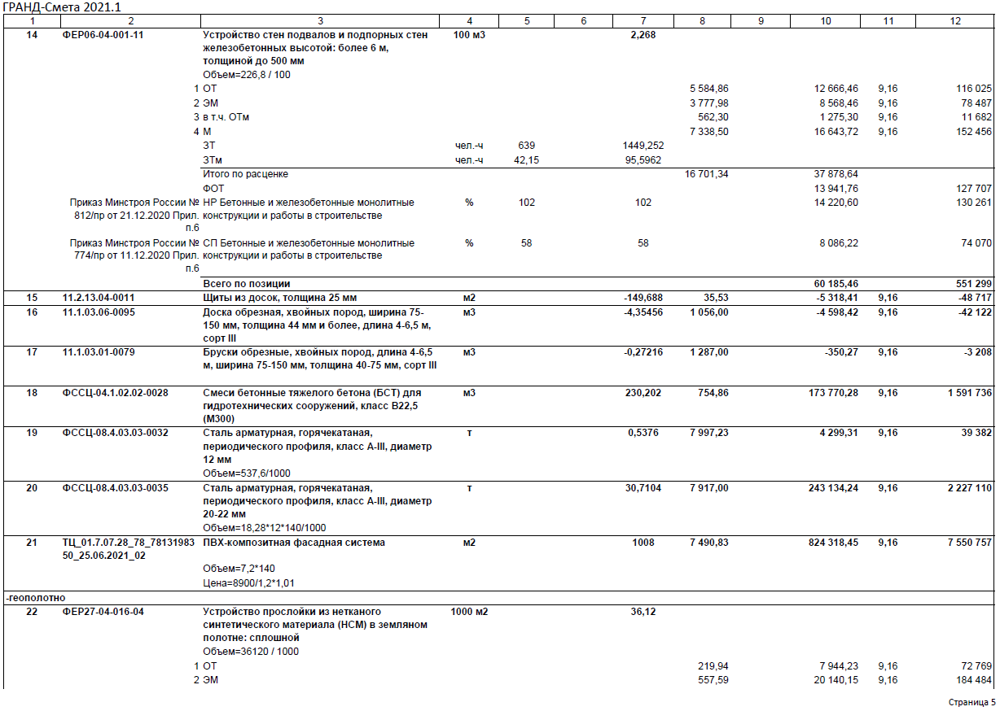 ГРАНД-Смета 2021.1
1 2 3 4 5 6 7 8 9 10 11 12
14 ФЕР06-04-001-11 Устройство стен подвалов и подпорных стен 100 м3 2,268
железобетонных высотой: более 6 м,
толщиной до 500 мм
Объем=226,8 / 100
1 ОТ 5 584,86 12 666,46 9,16 116 025
2 ЭМ 3 777,98 8 568,46 9,16 78 487
3 в т.ч. ОТм 562,30 1 275,30 9,16 11 682
4 М 7 338,50 16 643,72 9,16 152 456
ЗТ чел.-ч 639 1449,252
ЗТм чел.-ч 42,15 95,5962
Итого по расценке 16 701,34 37 878,64
ФОТ 13 941,76 127 707
Приказ Минстроя России № НР Бетонные и железобетонные монолитные % 102 102 14 220,60 130 261
812/пр от 21.12.2020 Прил. конструкции и работы в строительстве
п.6
Приказ Минстроя России № СП Бетонные и железобетонные монолитные % 58 58 8 086,22 74 070
774/пр от 11.12.2020 Прил. конструкции и работы в строительстве
п.6
Всего по позиции 60 185,46 551 299
15 11.2.13.04-0011 Щиты из досок, толщина 25 мм м2 -149,688 35,53 -5 318,41 9,16 -48 717
16 11.1.03.06-0095 Доска обрезная, хвойных пород, ширина 75- м3 -4,35456 1 056,00 -4 598,42 9,16 -42 122
150 мм, толщина 44 мм и более, длина 4-6,5 м,
сорт III
17 11.1.03.01-0079 Бруски обрезные, хвойных пород, длина 4-6,5 м3 -0,27216 1 287,00 -350,27 9,16 -3 208
м, ширина 75-150 мм, толщина 40-75 мм, сорт III
18 ФССЦ-04.1.02.02-0028 Смеси бетонные тяжелого бетона (БСТ) для м3 230,202 754,86 173 770,28 9,16 1 591 736
гидротехнических сооружений, класс В22,5
(М300)
19 ФССЦ-08.4.03.03-0032 Сталь арматурная, горячекатаная, т 0,5376 7 997,23 4 299,31 9,16 39 382
периодического профиля, класс А-III, диаметр
12 мм
Объем=537,6/1000
20 ФССЦ-08.4.03.03-0035 Сталь арматурная, горячекатаная, т 30,7104 7 917,00 243 134,24 9,16 2 227 110
периодического профиля, класс А-III, диаметр
20-22 мм
Объем=18,28*12*140/1000
21 ТЦ_01.7.07.28_78_78131983 ПВХ-композитная фасадная система м2 1008 7 490,83 824 318,45 9,16 7 550 757
50_25.06.2021_02
Объем=7,2*140
Цена=8900/1,2*1,01
-геополотно
22 ФЕР27-04-016-04 Устройство прослойки из нетканого 1000 м2 36,12
синтетического материала (НСМ) в земляном
полотне: сплошной
Объем=36120 / 1000
1 ОТ 219,94 7 944,23 9,16 72 769
2 ЭМ 557,59 20 140,15 9,16 184 484
Страница 5